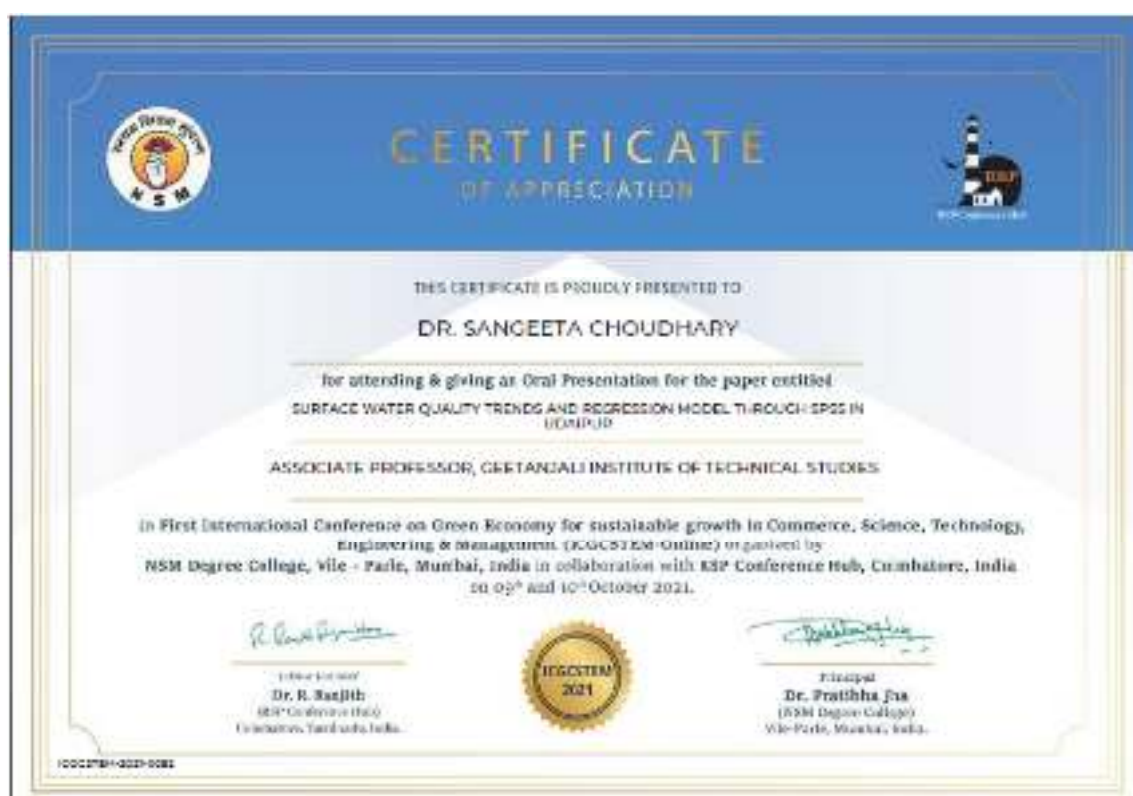 NSM
CERTIFICATE
OF APPRECIATION
THIS CERTIFICATE IS PROUDLY PRESENTED TO
DR. SANGEETA CHOUDHARY
for attending & giving an Oral Presentation for the paper entitled
SURFACE WATER QUALITY TRENDS AND REGRESSION MODEL THROUGH SPSS IN
UDAIPUR
ASSOCIATE PROFESSOR, GEETANJALI INSTITUTE OF TECHNICAL STUDIES
in First International Conference on Green Economy for sustainable growth in Commerce, Science, Technology,
Engineering & Management (ICGCSTEM-Online) organized by
NSM Degree College, Vile - Parle, Mumbai, India in collaboration with RSP Conference Hub, Coimbatore, India
on 09th and 10th October 2021.
ICGCSTEM
2021
Dr. R. Ranjith
(RSP Conference Hub)
Coimbatore, Tamilnadu, India.
Principal
Dr. Pratibha Jha
(NSM Degree College)
Vile-Parle, Mumbai, India.